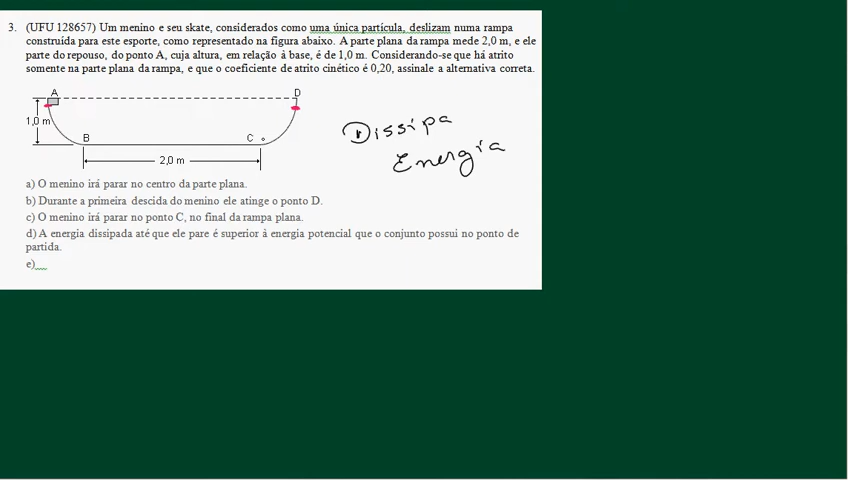 3. (UFU 128657) Um menino e seu skate, considerados como uma única partícula, deslizam numa rampa
construída para este esporte, como representado na figura abaixo. A parte plana da rampa mede 2,0 m, e ele
parte do repouso, do ponto A, cuja altura, em relação à base, é de 1,0 m. Considerando-se que há atrito
somente na parte plana da rampa, e que o coeficiente de atrito cinético é 0,20, assinale a alternativa correta.
A D
1,0 m
B C
2,0 m
Dissipa
Energia
a) O menino irá parar no centro da parte plana.
b) Durante a primeira descida do menino ele atinge o ponto D.
c) O menino irá parar no ponto C, no final da rampa plana.
d) A energia dissipada até que ele pare é superior à energia potencial que o conjunto possui no ponto de
partida.
e)